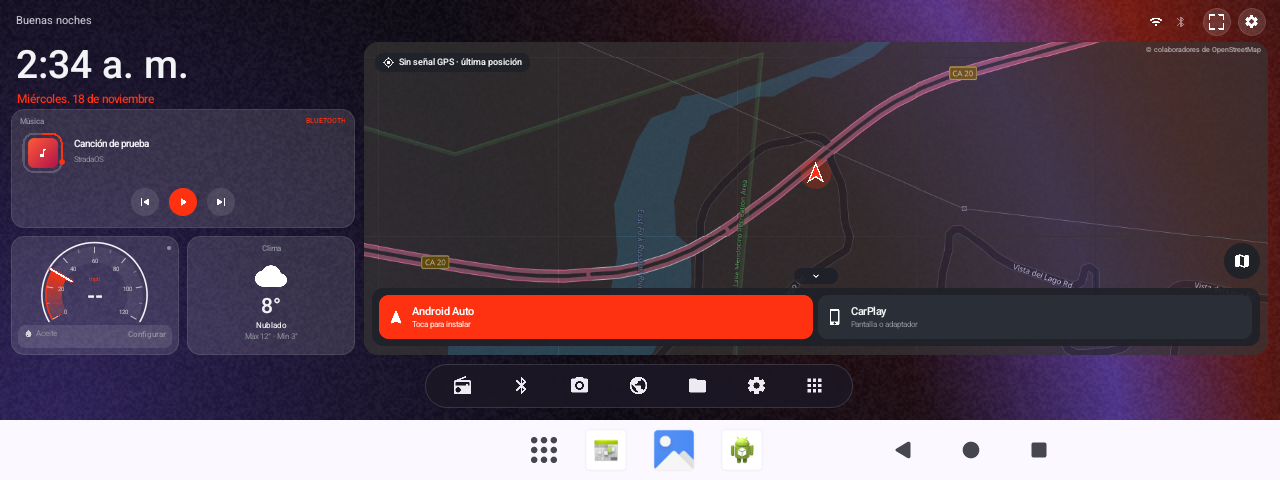 Buenas noches
2:34 a. m.
Miércoles, 18 de noviembre
Música
BLUETOOTH
Canción de prueba
StradaOS
0
20
40
60
80
100
120
mph
--
Aceite
Configurar
Clima
8°
Nublado
Máx 12° · Mín 3°
Sin señal GPS · última posición
© colaboradores de OpenStreetMap
CA 20
CA 20
Vista del Lago Rd
Vista d
Android Auto
Toca para instalar
CarPlay
Pantalla o adaptador